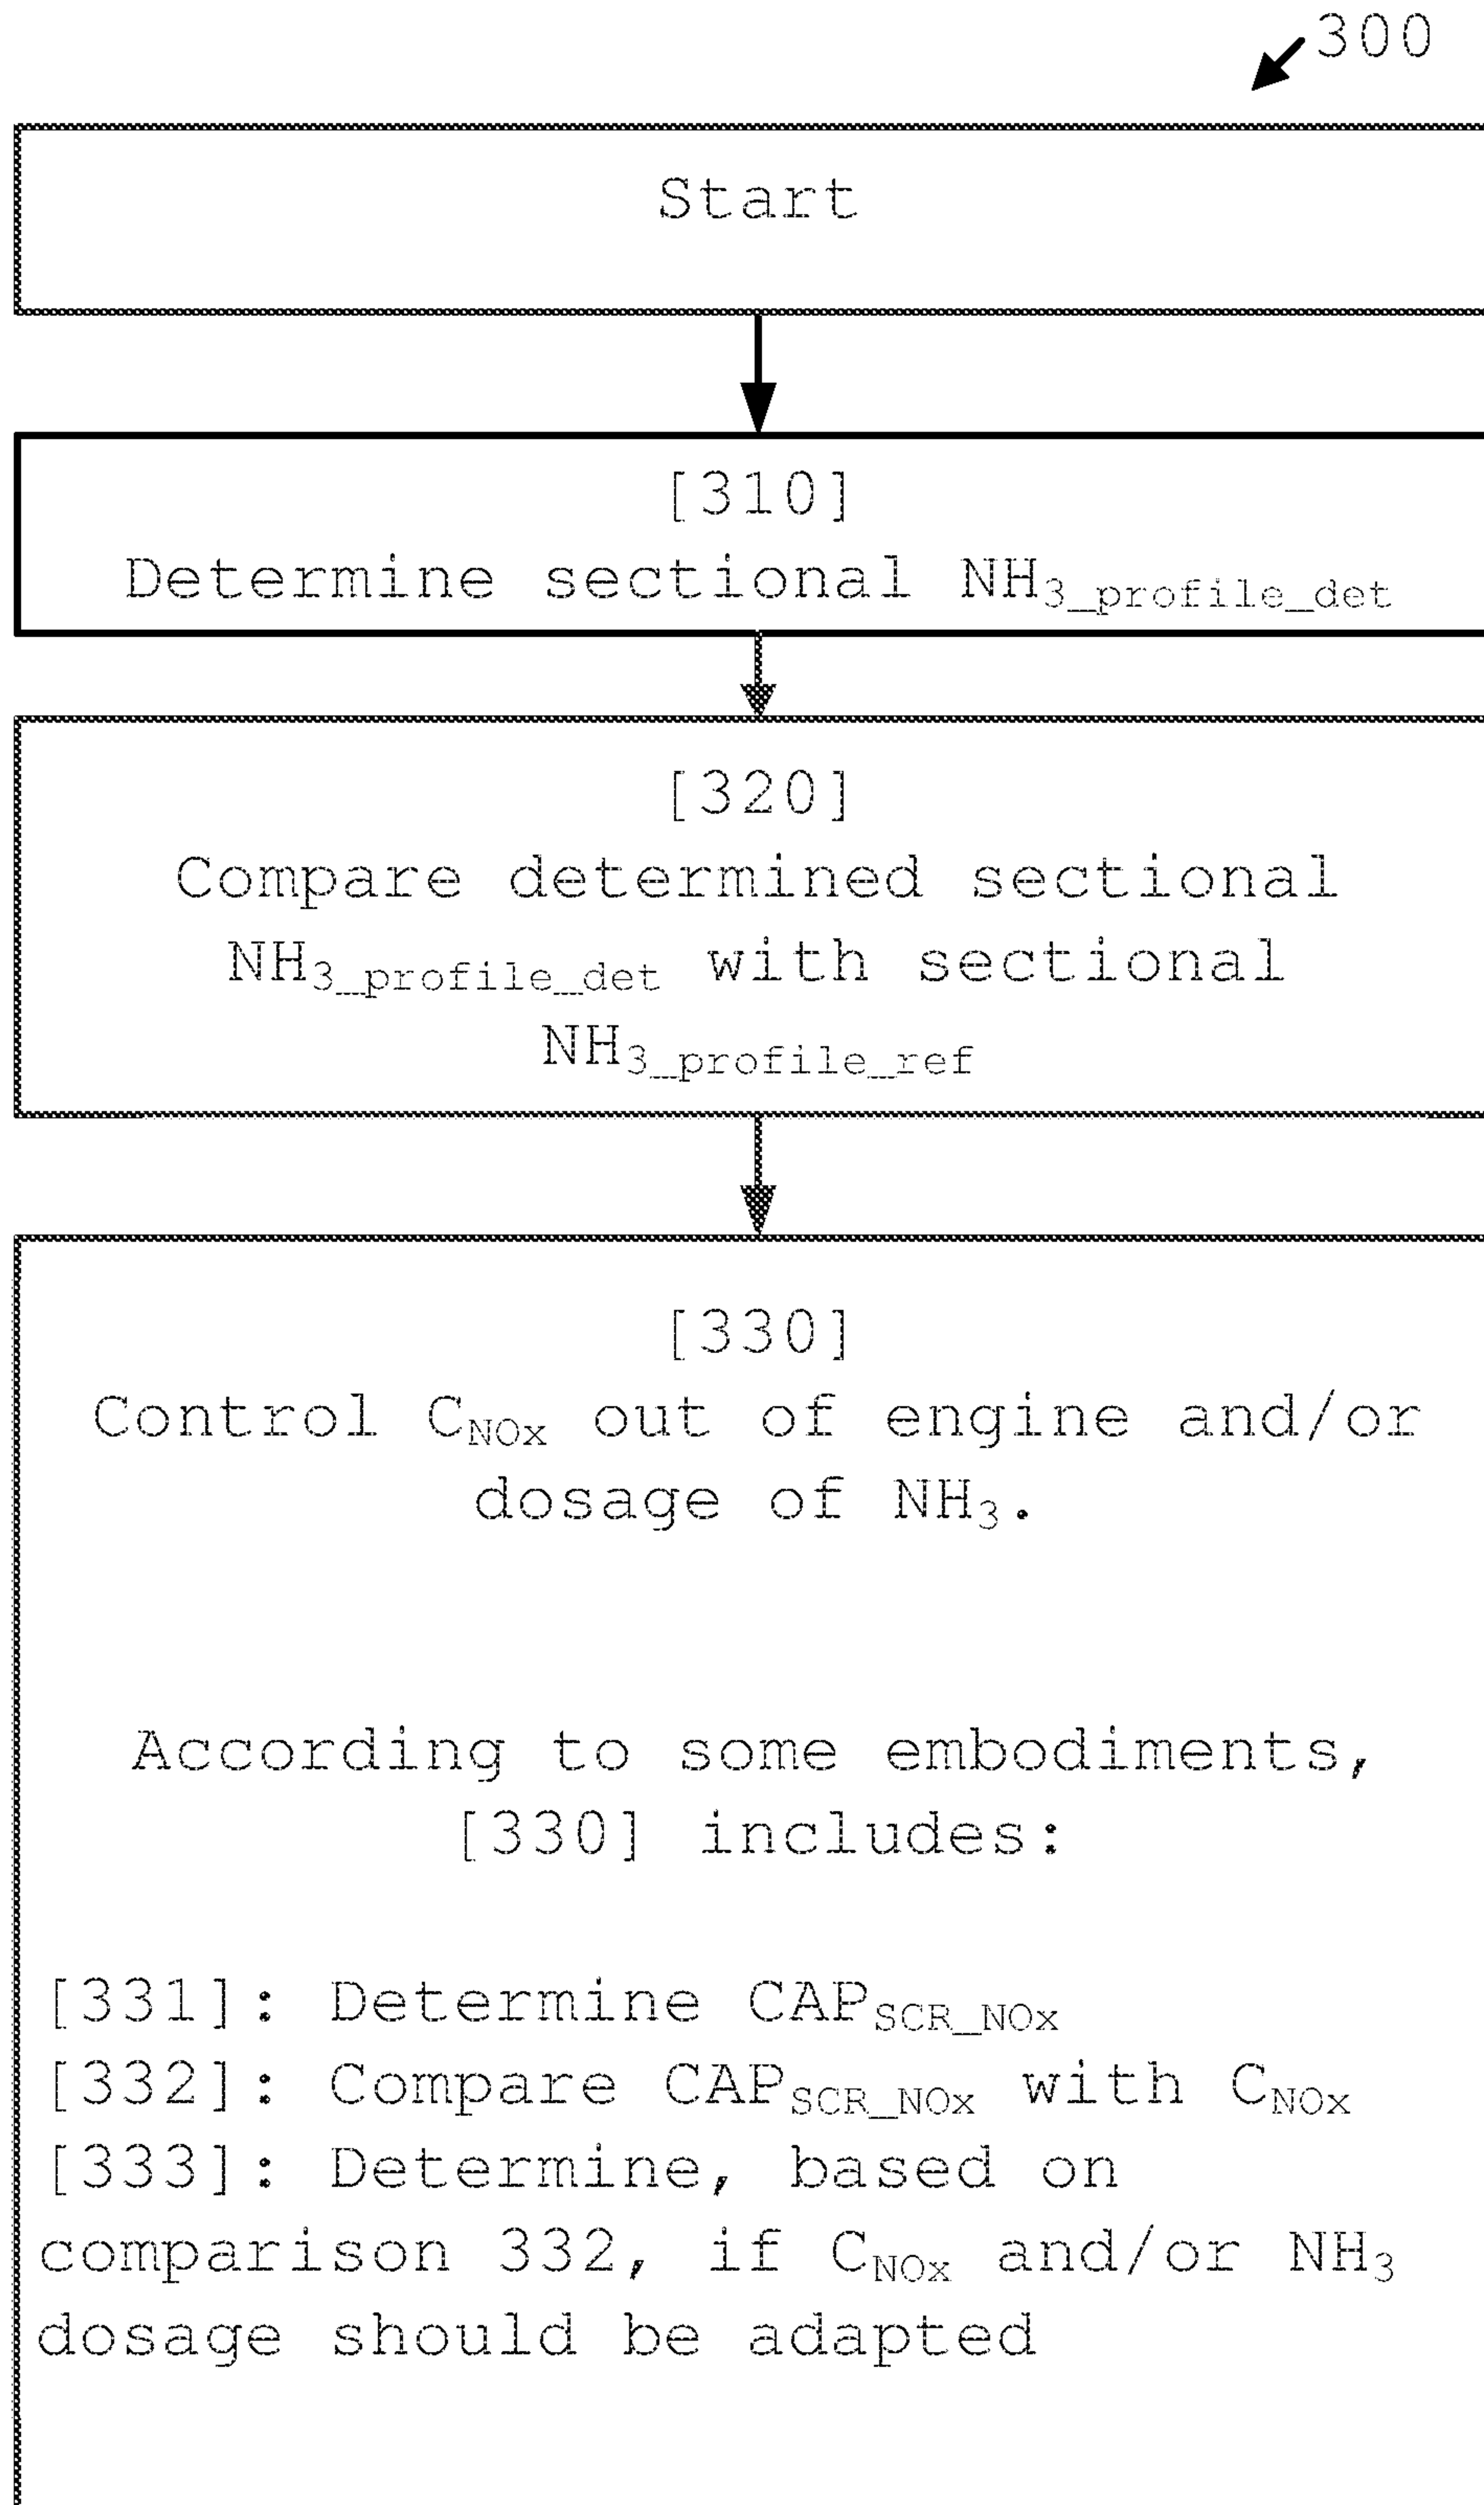 300
Start
[310]
Determine sectional NH3_profile_det
[320]
Compare determined sectional
NH3_profile_det with sectional
NH3_profile_ref
[330]
Control CNOx out of engine and/or
dosage of NH3.
According to some embodiments,
[330] includes:
[331]: Determine CAPSCR_NOx
[332]: Compare CAPSCR_NOx with CNOx
[333]: Determine, based on
comparison 332, if CNOx and/or NH3
dosage should be adapted